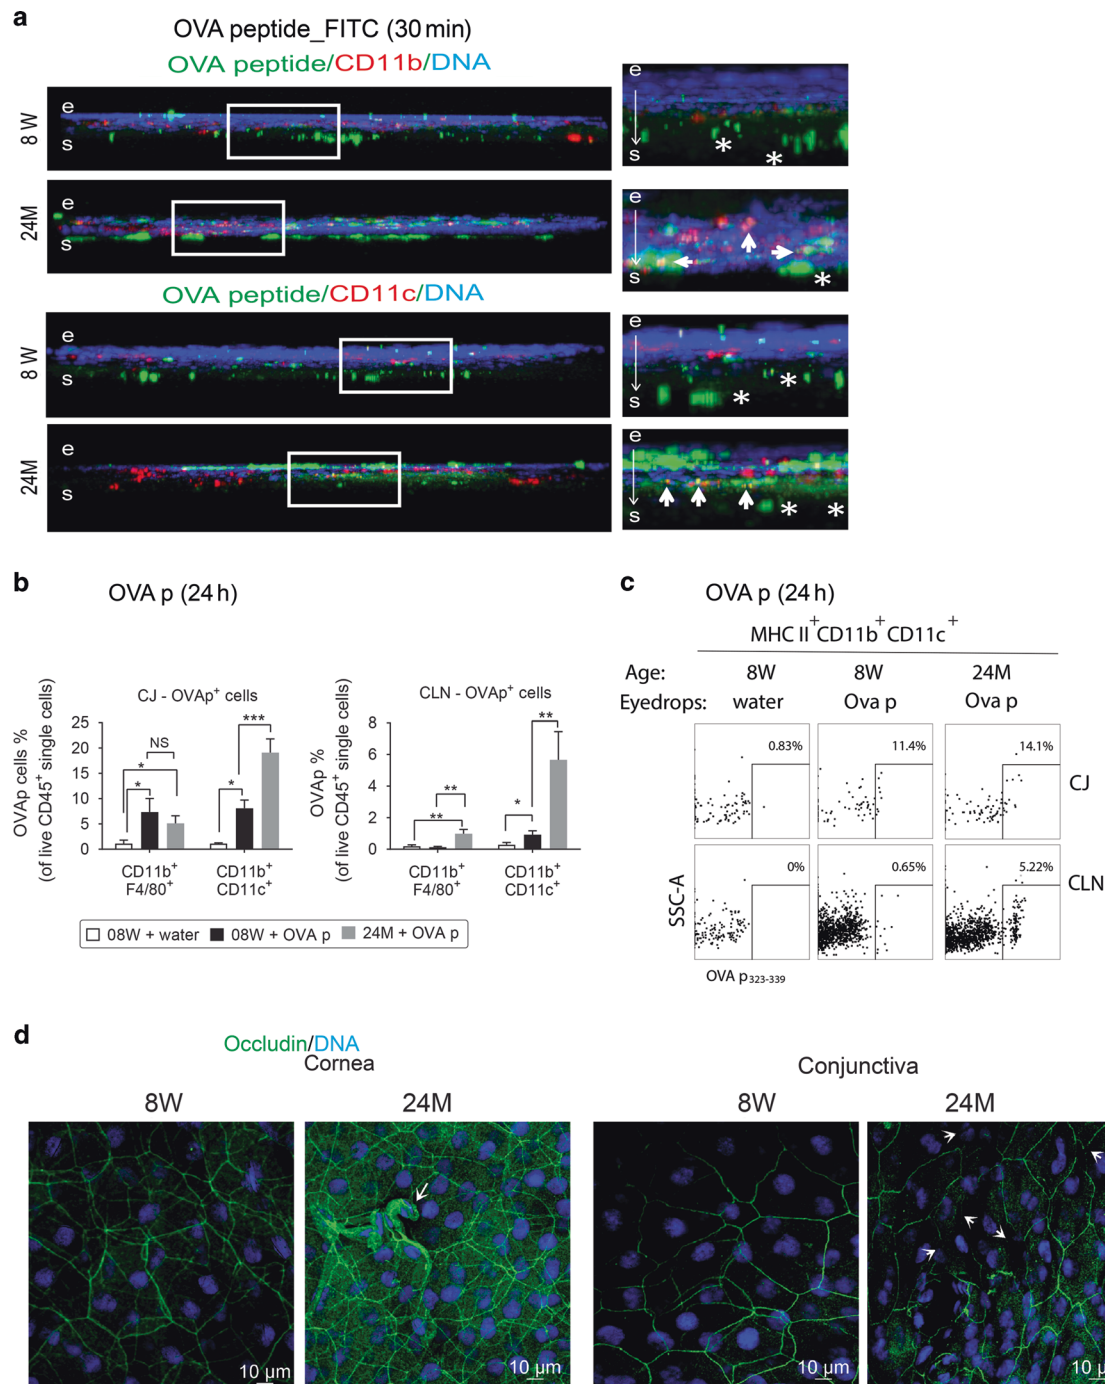 a
OVA peptide_FITC (30 min)
OVA peptide/CD11b/DNA
8 W
e
s
e
s
24M
e
s
e
s
OVA peptide/CD11c/DNA
8 W
e
s
e
s
24M
e
s
e
s
b
OVA p (24 h)
CJ - OVAp+ cells
OVAp cells %
(of live CD45+ single cells)
25
20
15
10
5
0
NS
*
*
*
***
CD11b+
F4/80+
CD11b+
CD11c+
CLN - OVAp+ cells
OVAp %
(of live CD45+ single cells)
8
6
4
2
0
**
**
*
**
CD11b+
F4/80+
CD11b+
CD11c+
08W + water 08W + OVA p 24M + OVA p
c
OVA p (24 h)
MHC II+CD11b+CD11c+
Age: 8W 8W 24M
Eyedrops: water Ova p Ova p
0.83% 11.4% 14.1%
CJ
0% 0.65% 5.22%
CLN
SSC-A
OVA p323-339
d
Occludin/DNA
Cornea
Conjunctiva
8W 24M 8W 24M
10 µm 10 µm 10 µm 10 µ